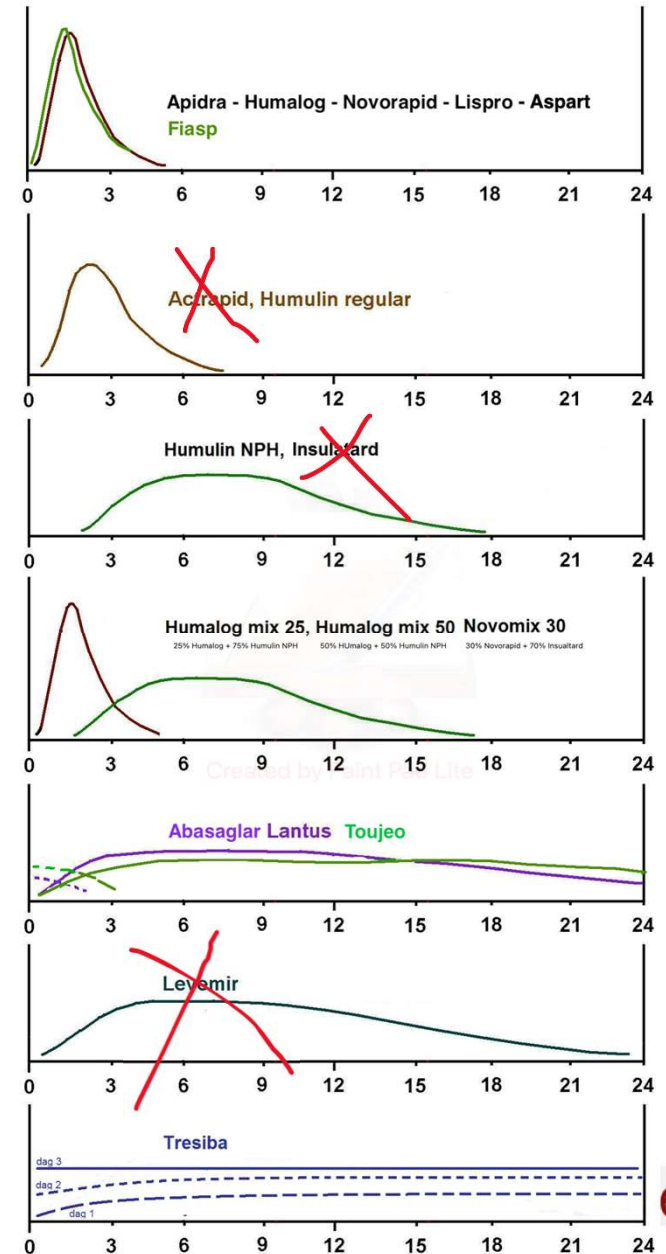 Apidra - Humalog - Novorapid - Lispro - Aspart
Fiasp
0 3 6 9 12 15 18 21 24
Actrapid, Humulin regular
0 3 6 9 12 15 18 21 24
Humulin NPH, Insulatard
0 3 6 9 12 15 18 21 24
Humalog mix 25, Humalog mix 50 Novomix 30
25% Humalog + 75% Humulin NPH 50% HUmalog + 50% Humulin NPH 30% Novorapid + 70% Insualtard
0 3 6 9 12 15 18 21 24
Created by Paint Pad Lite
Abasaglar Lantus Toujeo
0 3 6 9 12 15 18 21 24
Levemir
0 3 6 9 12 15 18 21 24
Tresiba
dag 3
dag 2
dag 1
0 3 6 9 12 15 18 21 24